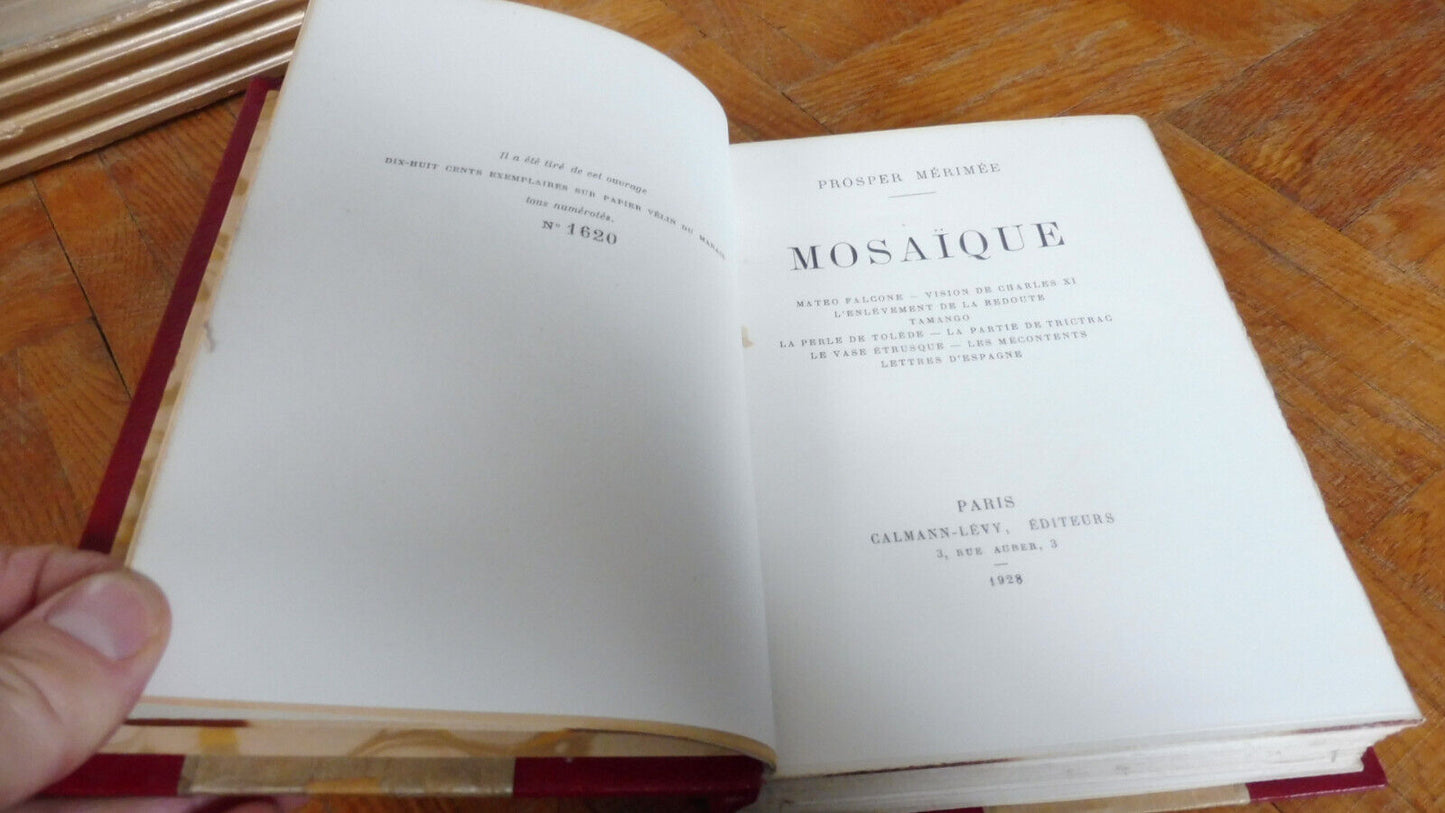 Il a été tiré de cet ouvrage
DIX-HUIT CENTS EXEMPLAIRES SUR PAPIER VÉLIN DU
tous numérotés.
N° 1620
PROSPER MÉRIMÉE
MOSAÏQUE
MATEO FALCONE — VISION DE CHARLES XI
L'ENLÈVEMENT DE LA REDOUTE
TAMANGO
LA PERLE DE TOLÈDE — LA PARTIE DE TRICTRAC
LE VASE ÉTRUSQUE — LES MÉCONTENTS
LETTRES D'ESPAGNE
PARIS
CALMANN-LÉVY, ÉDITEURS
3, RUE AUBER, 3
1928